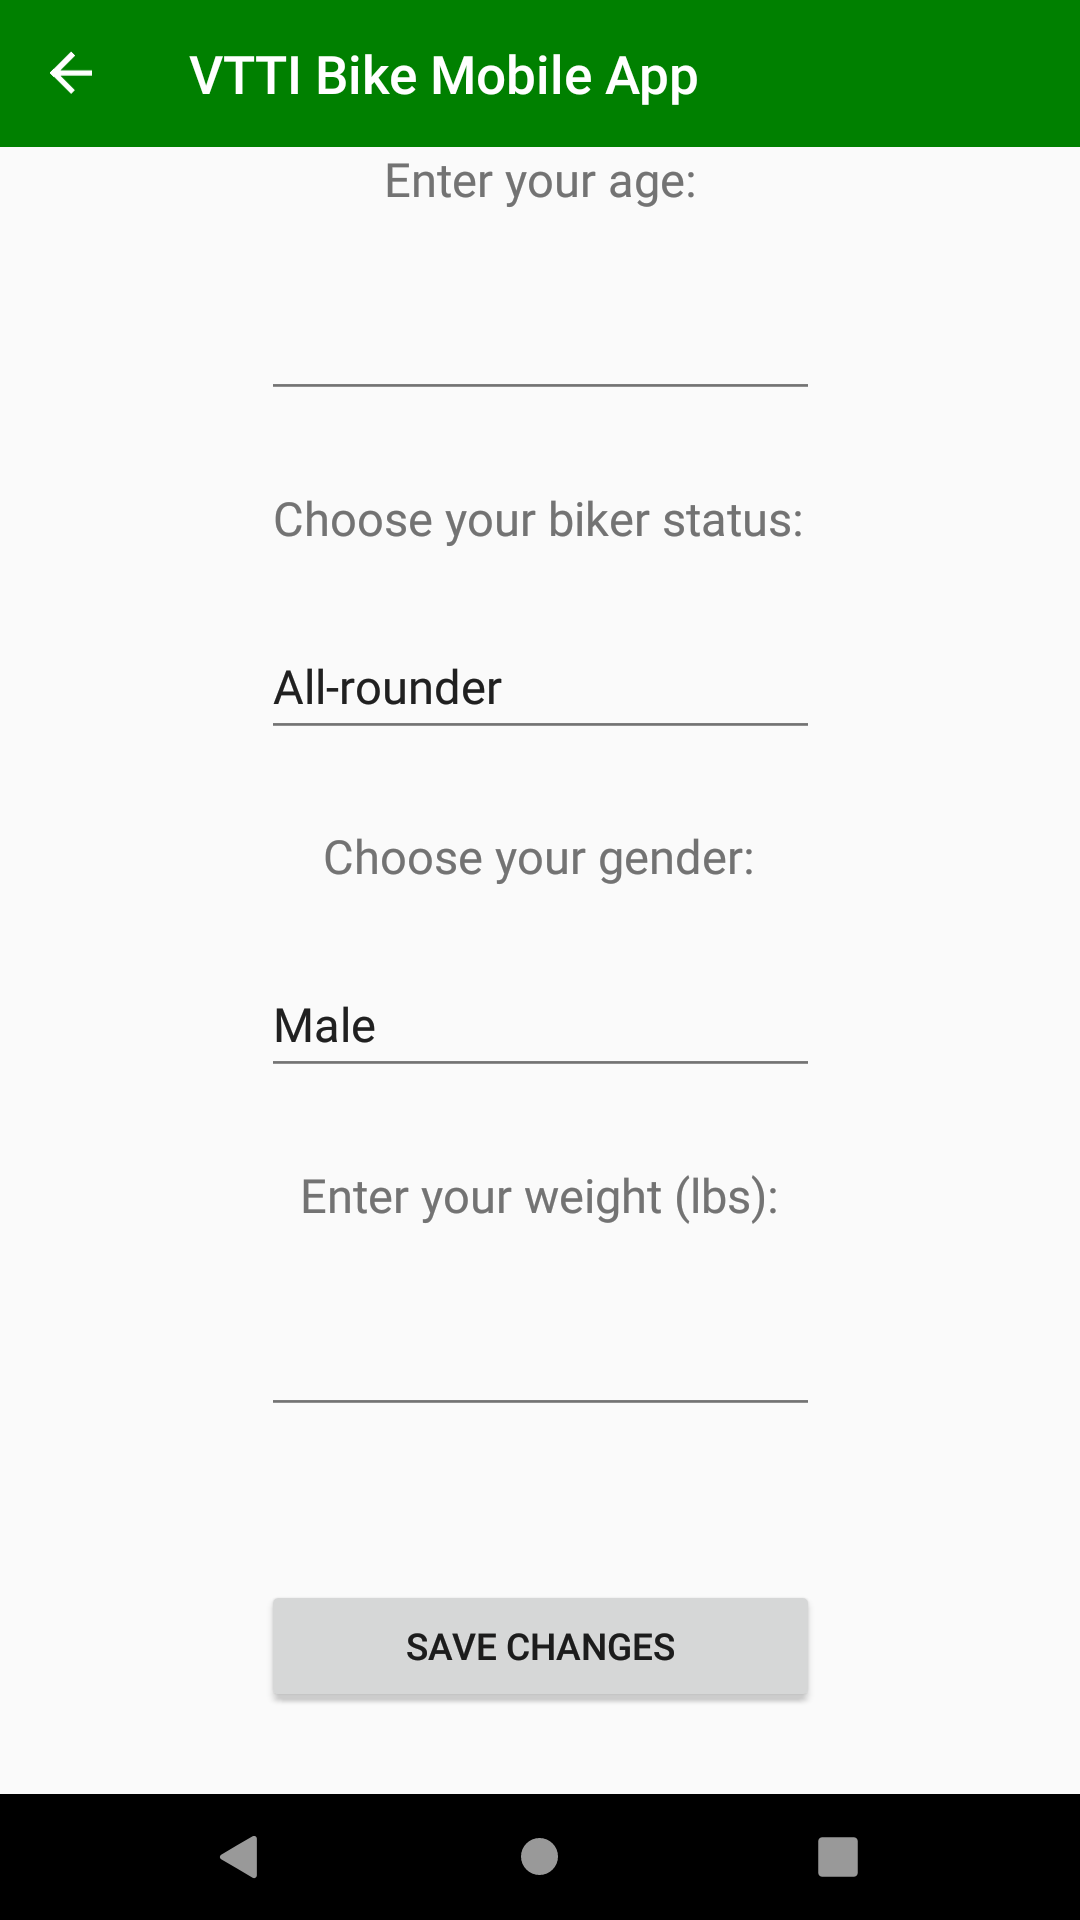 VTTI Bike Mobile App
Enter your age:
Choose your biker status:
All-rounder
Choose your gender:
Male
Enter your weight (lbs):
SAVE CHANGES